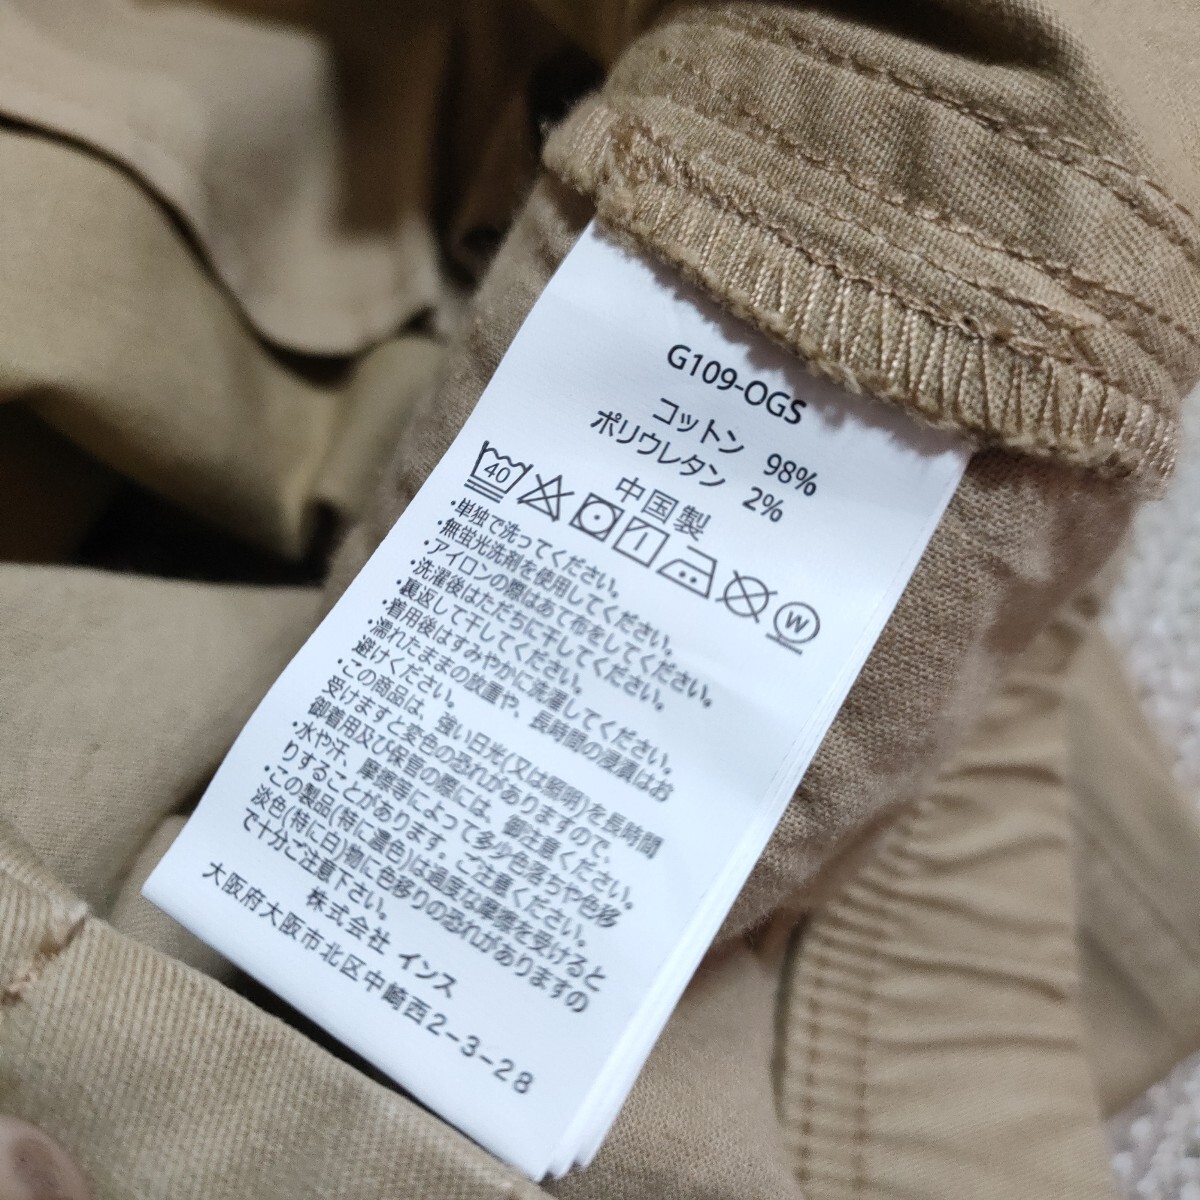 G109-OGS
コットン 98%
ポリウレタン 2%
中国製
40
W
・単独で洗ってください。
・無蛍光洗剤を使用してください。
・アイロンの際はあて布をしてください。
・洗濯後はただちに干してください。
・裏返して干してください。
・着用後はすみやかに洗濯してください。
・濡れたままの放置や、長時間の浸漬はお
避けください。
・この商品は、強い日光(又は照明)を長時間
受けますと変色の恐れがありますので、
御着用及び保管の際には、御注意ください。
・水や汗、摩擦等によって多少色落ちや色移
りすることがあります。ご注意ください。
・この製品(特に濃色)は過度な摩擦を受けると
淡色(特に白)物に色移りの恐れがありますの
で十分ご注意下さい。
株式会社 インス
大阪府大阪市北区中崎西2-3-28